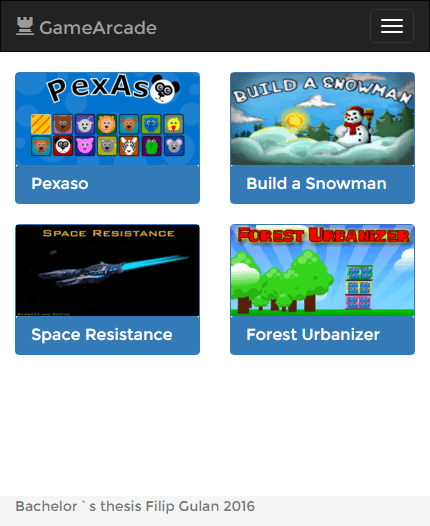 GameArcade
PexAso
BUILD A SNOWMAN
Pexaso
Build a Snowman
SPACE RESISTANCE
FOREST URBANIZER
Space Resistance
Forest Urbanizer
Bachelor`s thesis Filip Gulan 2016